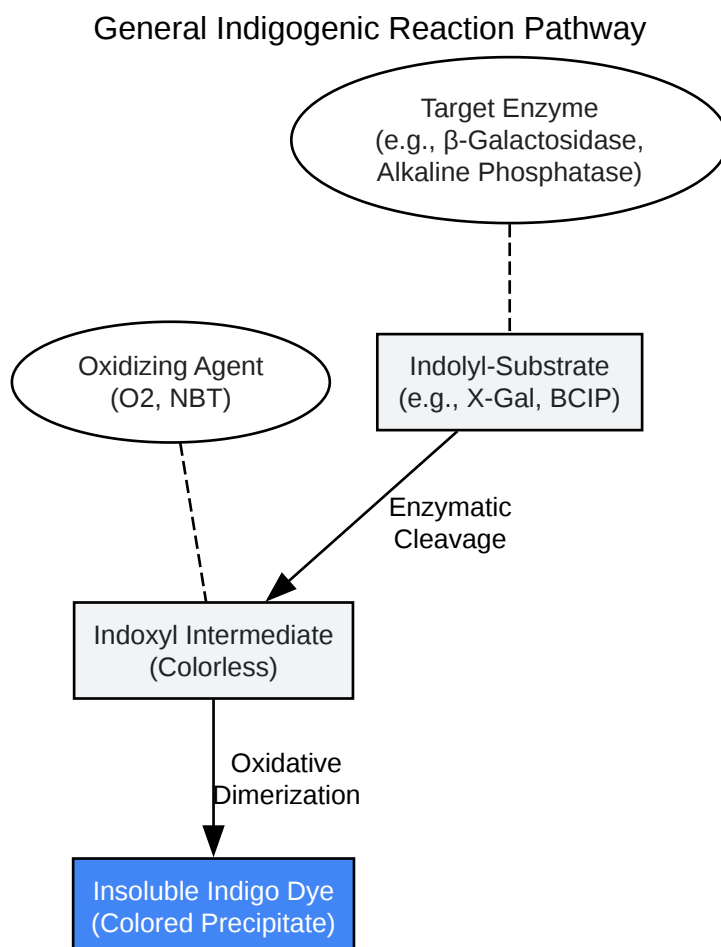 General Indigogenic Reaction Pathway
Target Enzyme
(e.g., β-Galactosidase,
Alkaline Phosphatase)
Oxidizing Agent
(O2, NBT)
Indolyl-Substrate
(e.g., X-Gal, BCIP)
Enzymatic
Cleavage
Indoxyl Intermediate
(Colorless)
Oxidative
Dimerization
Insoluble Indigo Dye
(Colored Precipitate)